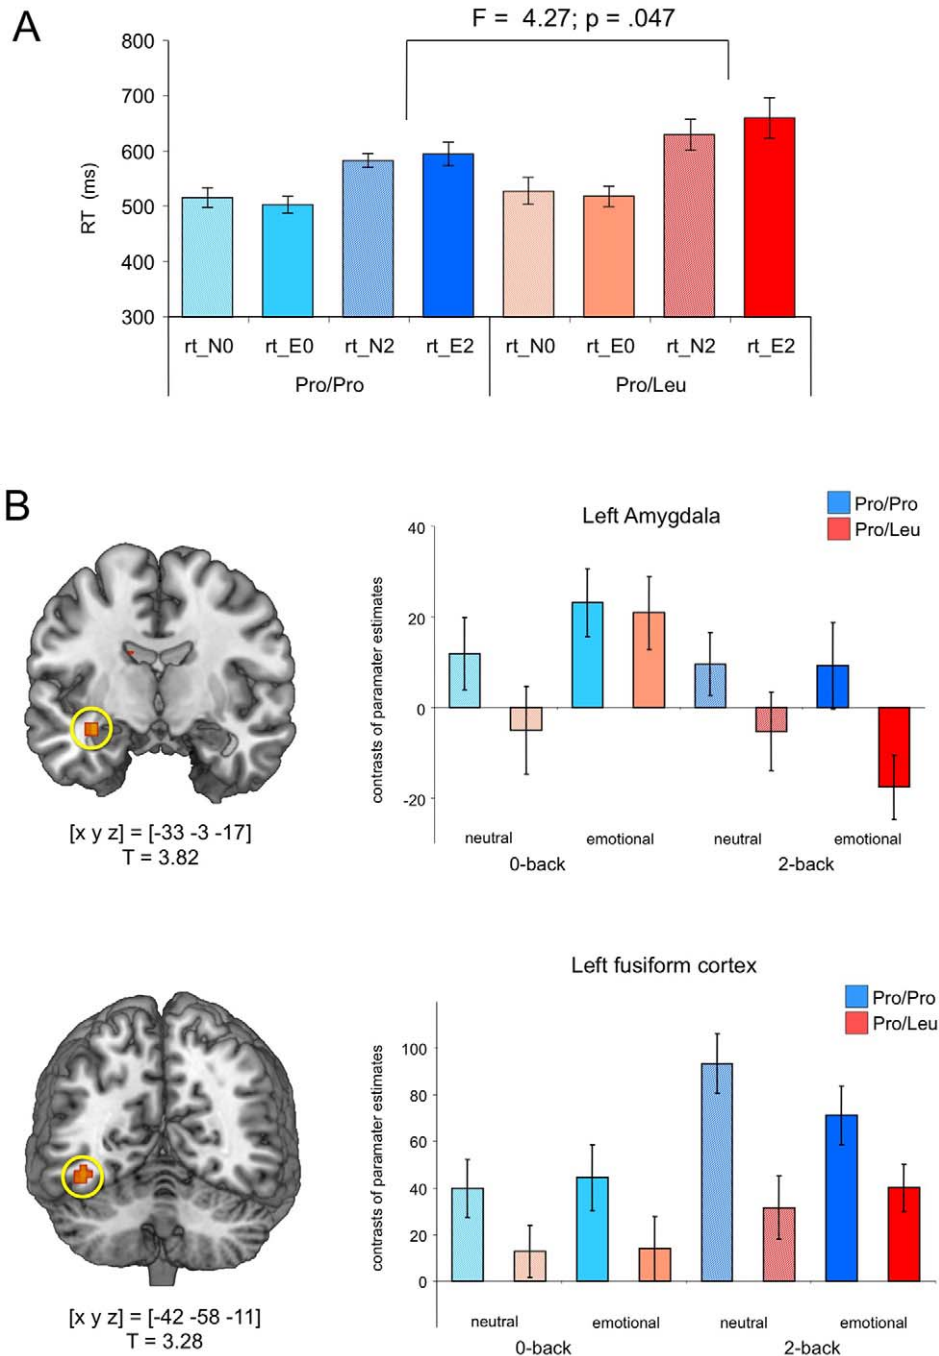 A
F = 4.27; p = .047
800
700
600
500
400
300
RT (ms)
rt_N0 rt_E0 rt_N2 rt_E2 rt_N0 rt_E0 rt_N2 rt_E2
Pro/Pro Pro/Leu
B
[x y z] = [-33 -3 -17]
T = 3.82
Left Amygdala
Pro/Pro
Pro/Leu
40
20
0
-20
contrasts of paramater estimates
neutral emotional neutral emotional
0-back 2-back
[x y z] = [-42 -58 -11]
T = 3.28
Left fusiform cortex
Pro/Pro
Pro/Leu
100
80
60
40
20
0
contrasts of paramater estimates
neutral emotional neutral emotional
0-back 2-back